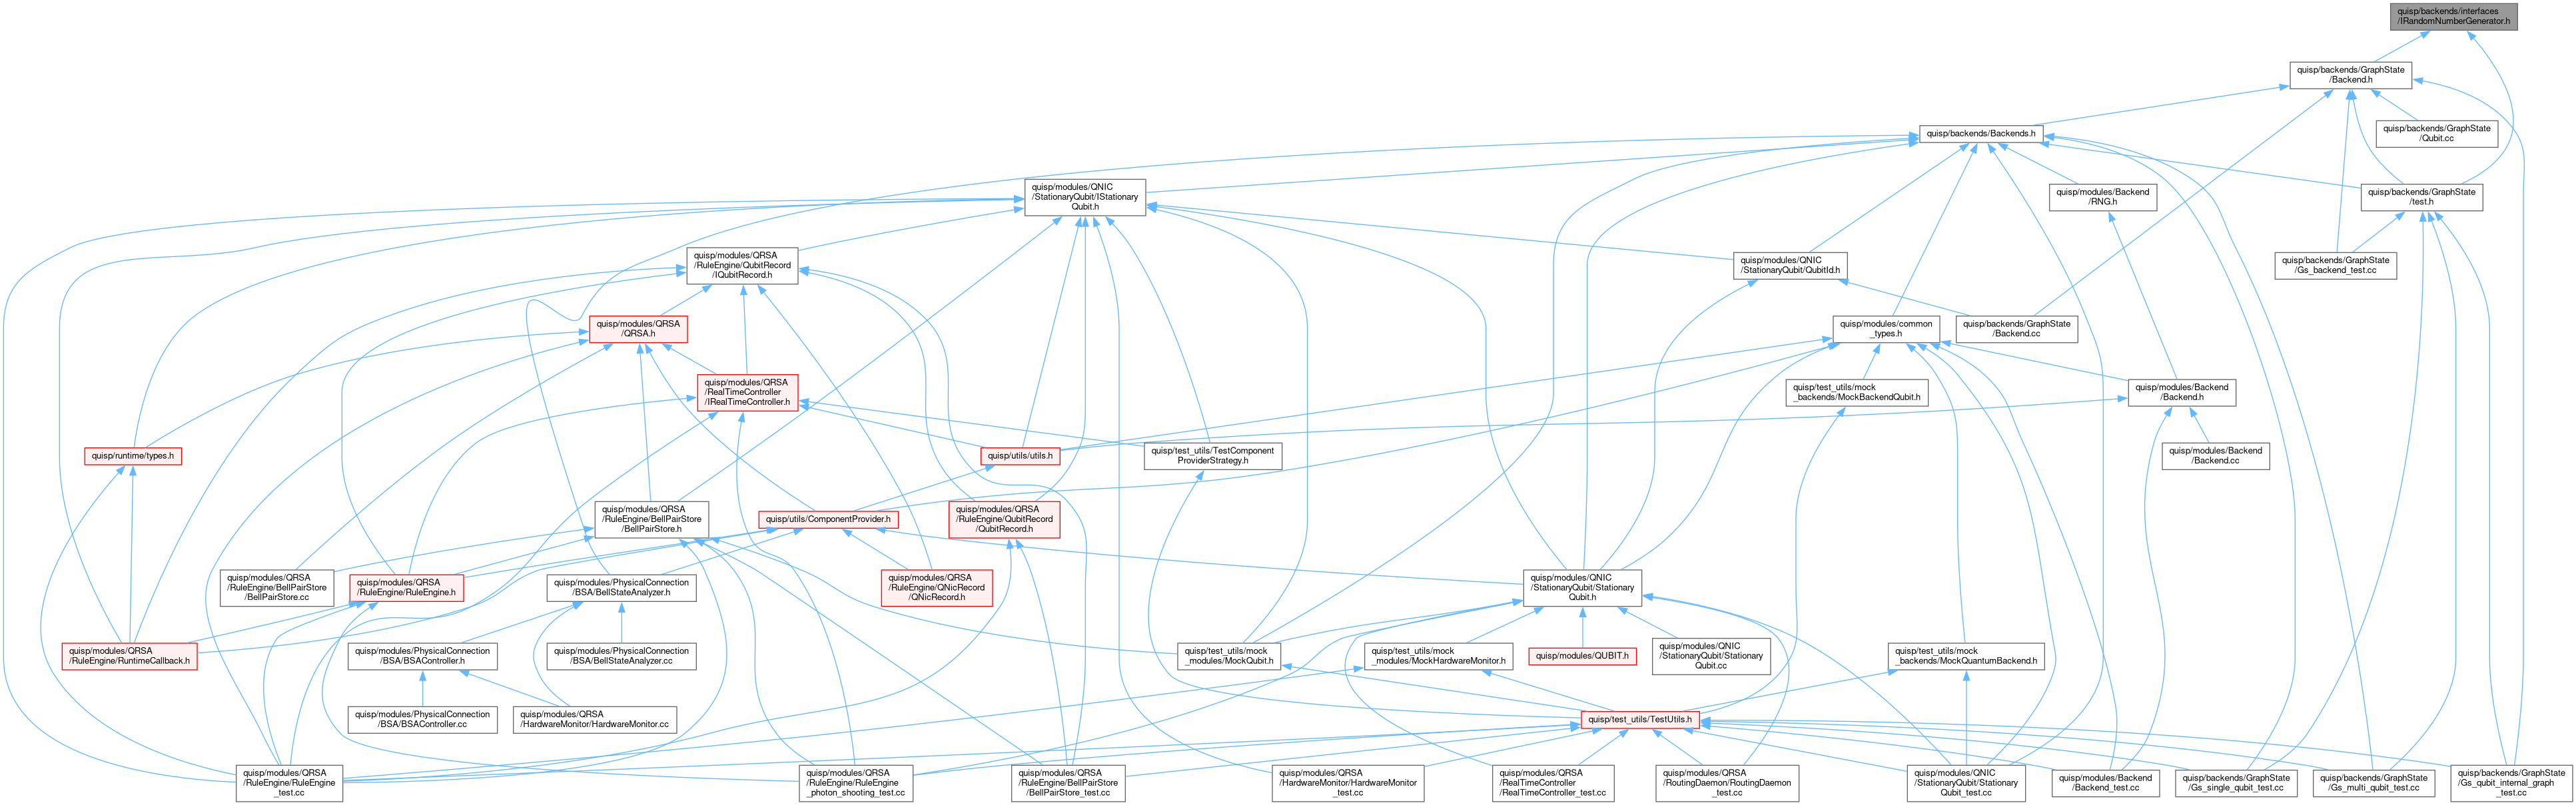 quisp/backends/interfaces
/IRandomNumberGenerator.h
quisp/backends/GraphState
/Backend.h
quisp/backends/Backends.h
quisp/backends/GraphState
/Qubit.cc
quisp/modules/QNIC
/StationaryQubit/IStationary
Qubit.h
quisp/modules/Backend
/RNG.h
quisp/backends/GraphState
/test.h
quisp/modules/QRSA
/RuleEngine/QubitRecord
/IQubitRecord.h
quisp/modules/QNIC
/StationaryQubit/QubitId.h
quisp/backends/GraphState
/Gs_backend_test.cc
quisp/modules/QRSA
/QRSA.h
quisp/modules/common
_types.h
quisp/backends/GraphState
/Backend.cc
quisp/modules/QRSA
/RealTimeController
/IRealTimeController.h
quisp/test_utils/mock
_backends/MockBackendQubit.h
quisp/modules/Backend
/Backend.h
quisp/runtime/types.h
quisp/utils/utils.h
quisp/test_utils/TestComponent
ProviderStrategy.h
quisp/modules/Backend
/Backend.cc
quisp/modules/QRSA
/RuleEngine/BellPairStore
/BellPairStore.h
quisp/utils/ComponentProvider.h
quisp/modules/QRSA
/RuleEngine/QubitRecord
/QubitRecord.h
quisp/modules/QRSA
/RuleEngine/BellPairStore
/BellPairStore.cc
quisp/modules/QRSA
/RuleEngine/RuleEngine.h
quisp/modules/PhysicalConnection
/BSA/BellStateAnalyzer.h
quisp/modules/QRSA
/RuleEngine/QNicRecord
/QNicRecord.h
quisp/modules/QNIC
/StationaryQubit/Stationary
Qubit.h
quisp/modules/QRSA
/RuleEngine/RuntimeCallback.h
quisp/modules/PhysicalConnection
/BSA/BSAController.h
quisp/modules/PhysicalConnection
/BSA/BellStateAnalyzer.cc
quisp/test_utils/mock
_modules/MockQubit.h
quisp/test_utils/mock
_modules/MockHardwareMonitor.h
quisp/modules/QUBIT.h
quisp/modules/QNIC
/StationaryQubit/Stationary
Qubit.cc
quisp/test_utils/mock
_backends/MockQuantumBackend.h
quisp/modules/PhysicalConnection
/BSA/BSAController.cc
quisp/modules/QRSA
/HardwareMonitor/HardwareMonitor.cc
quisp/test_utils/TestUtils.h
quisp/modules/QRSA
/RuleEngine/RuleEngine
_test.cc
quisp/modules/QRSA
/RuleEngine/RuleEngine
_photon_shooting_test.cc
quisp/modules/QRSA
/RuleEngine/BellPairStore
/BellPairStore_test.cc
quisp/modules/QRSA
/HardwareMonitor/HardwareMonitor
_test.cc
quisp/modules/QRSA
/RealTimeController
/RealTimeController_test.cc
quisp/modules/QRSA
/RoutingDaemon/RoutingDaemon
_test.cc
quisp/modules/QNIC
/StationaryQubit/Stationary
Qubit_test.cc
quisp/modules/Backend
/Backend_test.cc
quisp/backends/GraphState
/Gs_single_qubit_test.cc
quisp/backends/GraphState
/Gs_multi_qubit_test.cc
quisp/backends/GraphState
/Gs_qubit_internal_graph
_test.cc